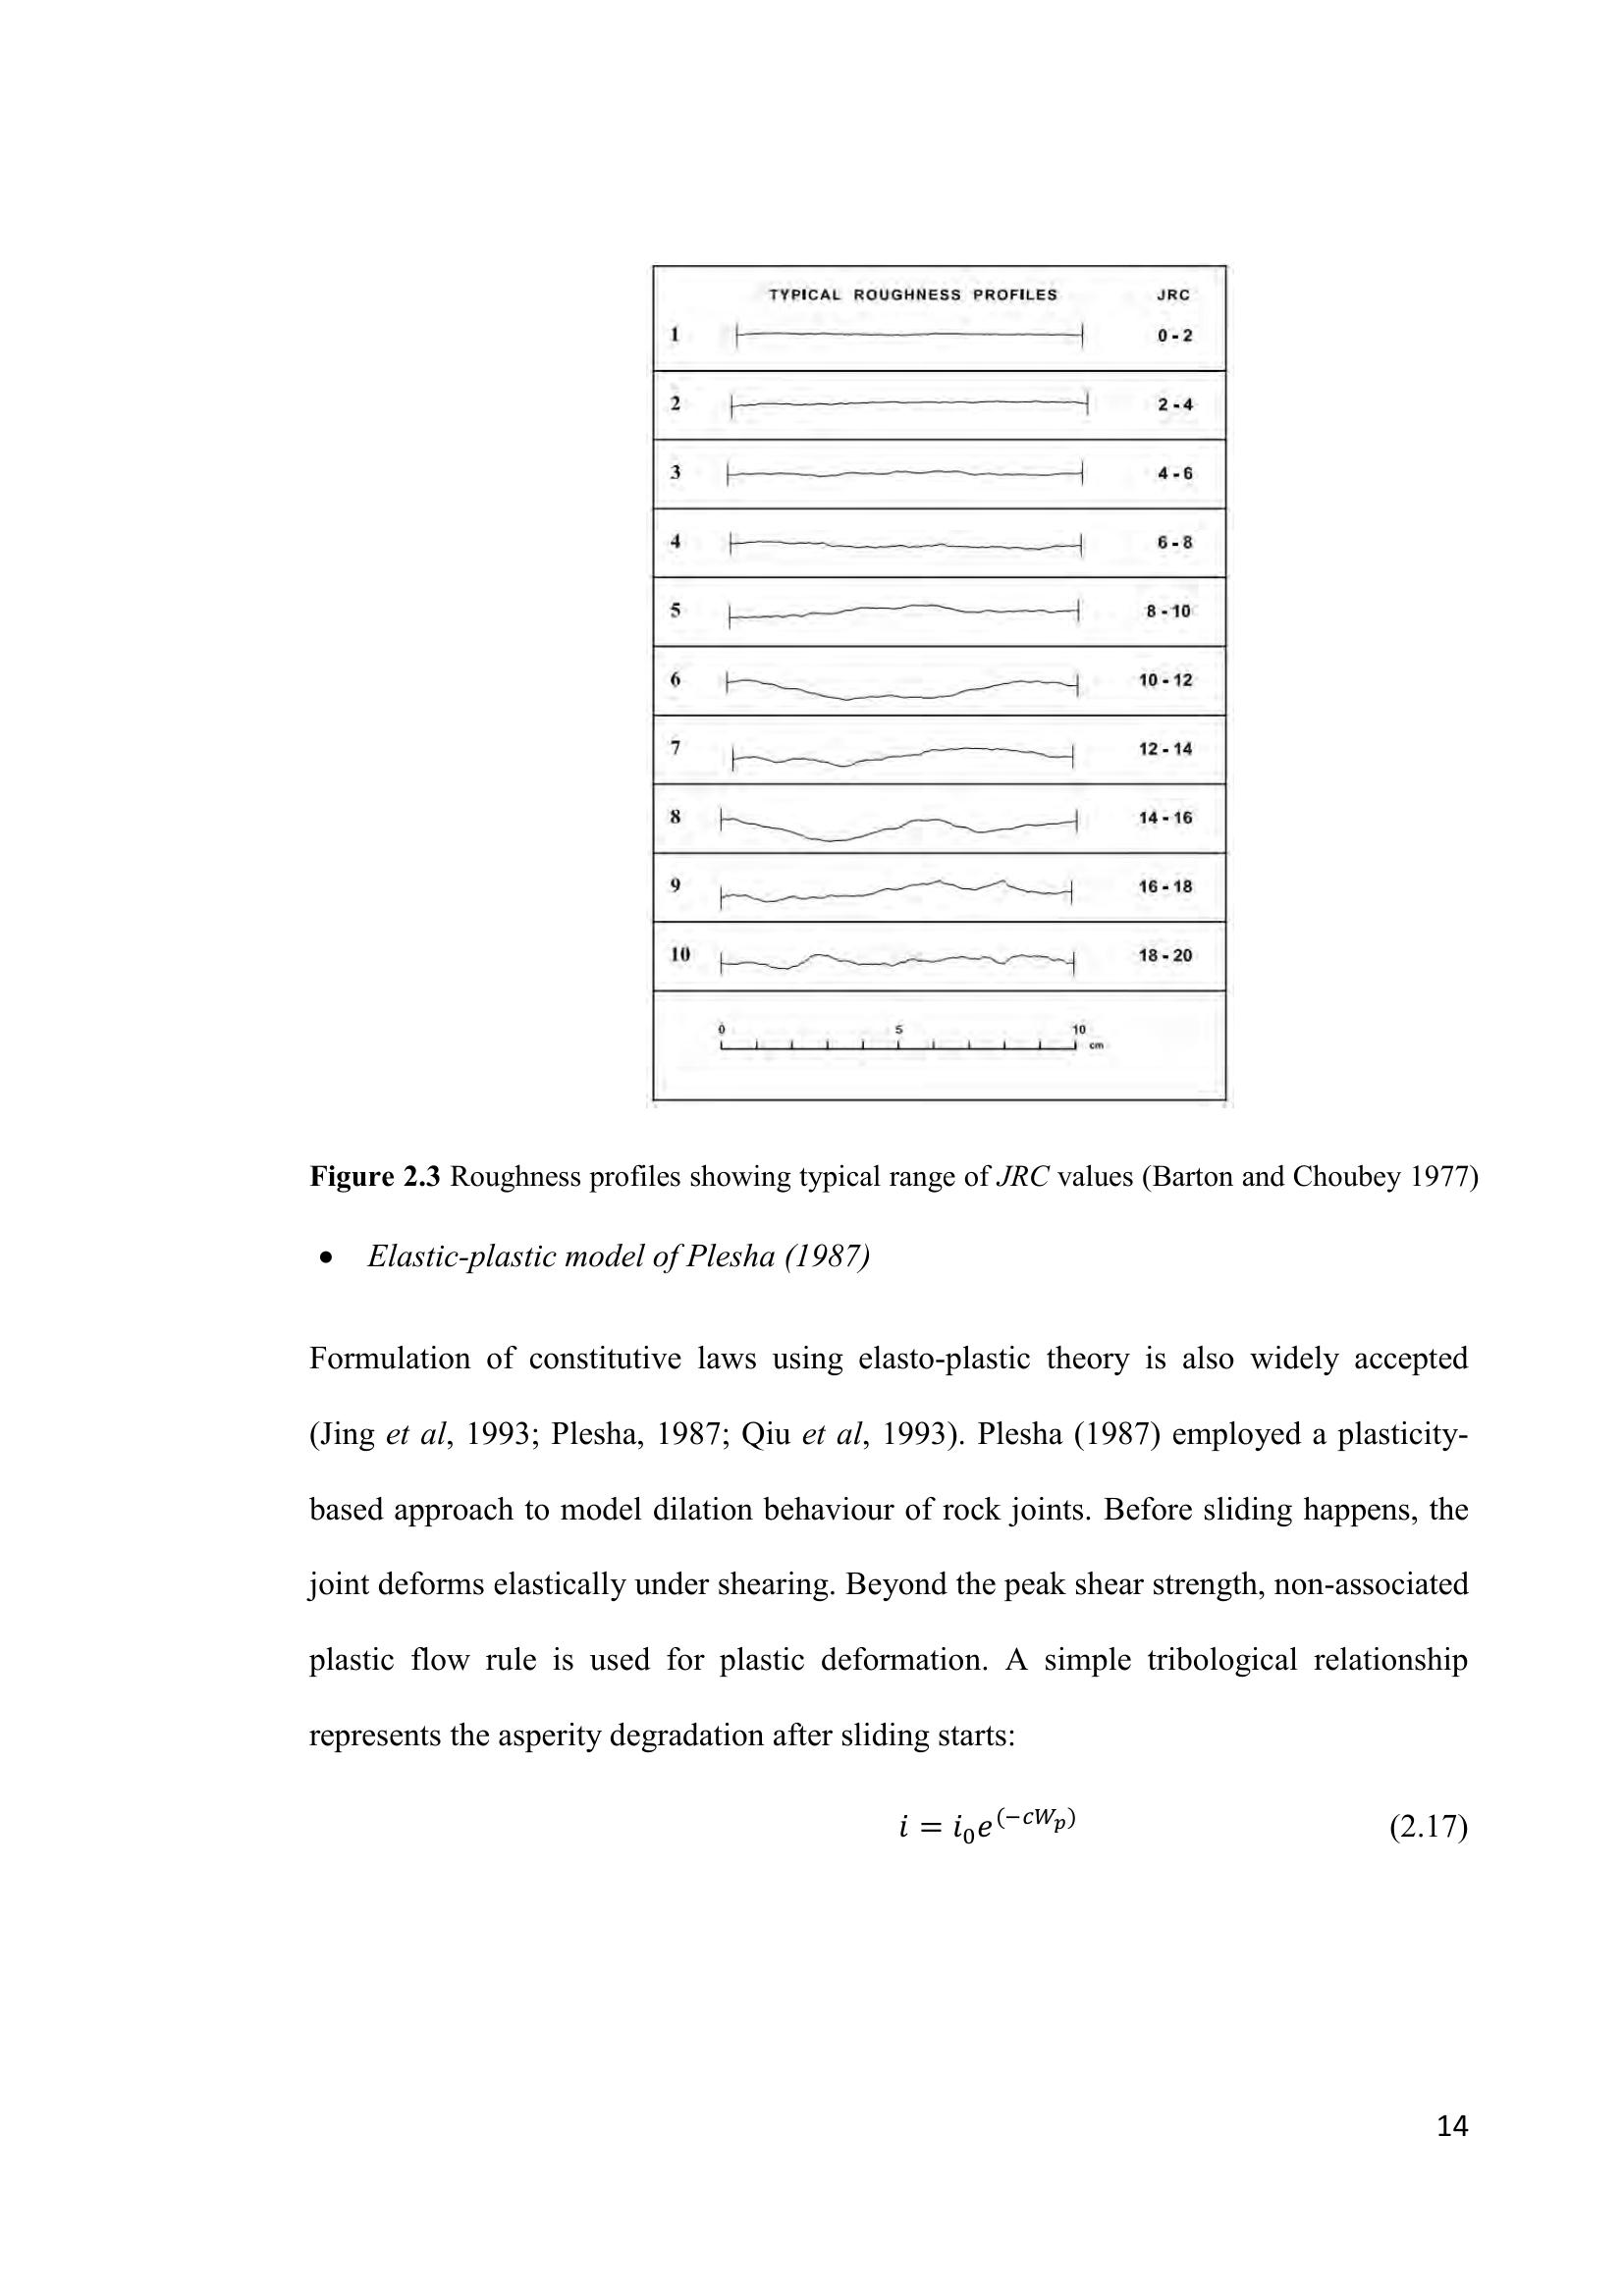 TYPICAL ROUGHNESS PROFILES JRC
1 0 - 2
2 2 - 4
3 4 - 6
4 6 - 8
5 8 - 10
6 10 - 12
7 12 - 14
8 14 - 16
9 16 - 18
10 18 - 20
0 5 10
cm
Figure 2.3 Roughness profiles showing typical range of JRC values (Barton and Choubey 1977)
• Elastic-plastic model of Plesha (1987)
Formulation of constitutive laws using elasto-plastic theory is also widely accepted
(Jing et al, 1993; Plesha, 1987; Qiu et al, 1993). Plesha (1987) employed a plasticity-
based approach to model dilation behaviour of rock joints. Before sliding happens, the
joint deforms elastically under shearing. Beyond the peak shear strength, non-associated
plastic flow rule is used for plastic deformation. A simple tribological relationship
represents the asperity degradation after sliding starts:
i = i₀e^(−cW_p) (2.17)
14